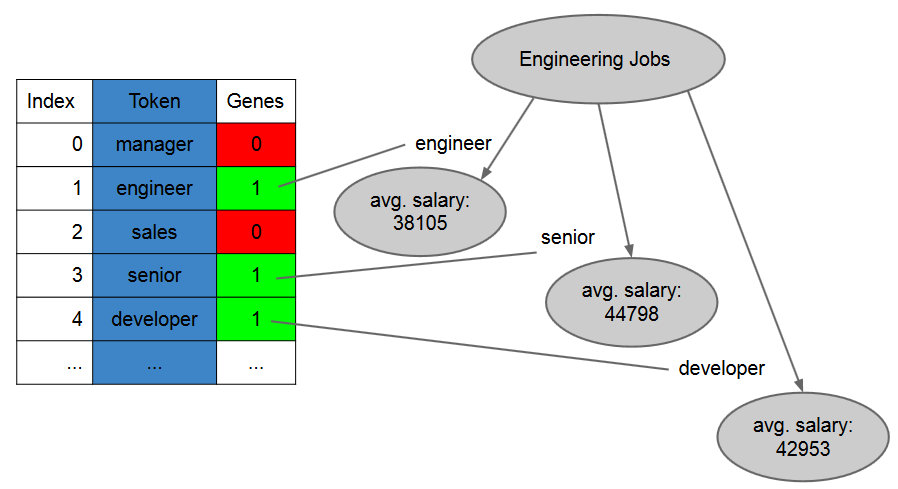 Engineering Jobs
Index Token Genes
0 manager 0
1 engineer 1
2 sales 0
3 senior 1
4 developer 1
... ... ...
engineer
avg. salary:
38105
senior
avg. salary:
44798
developer
avg. salary:
42953